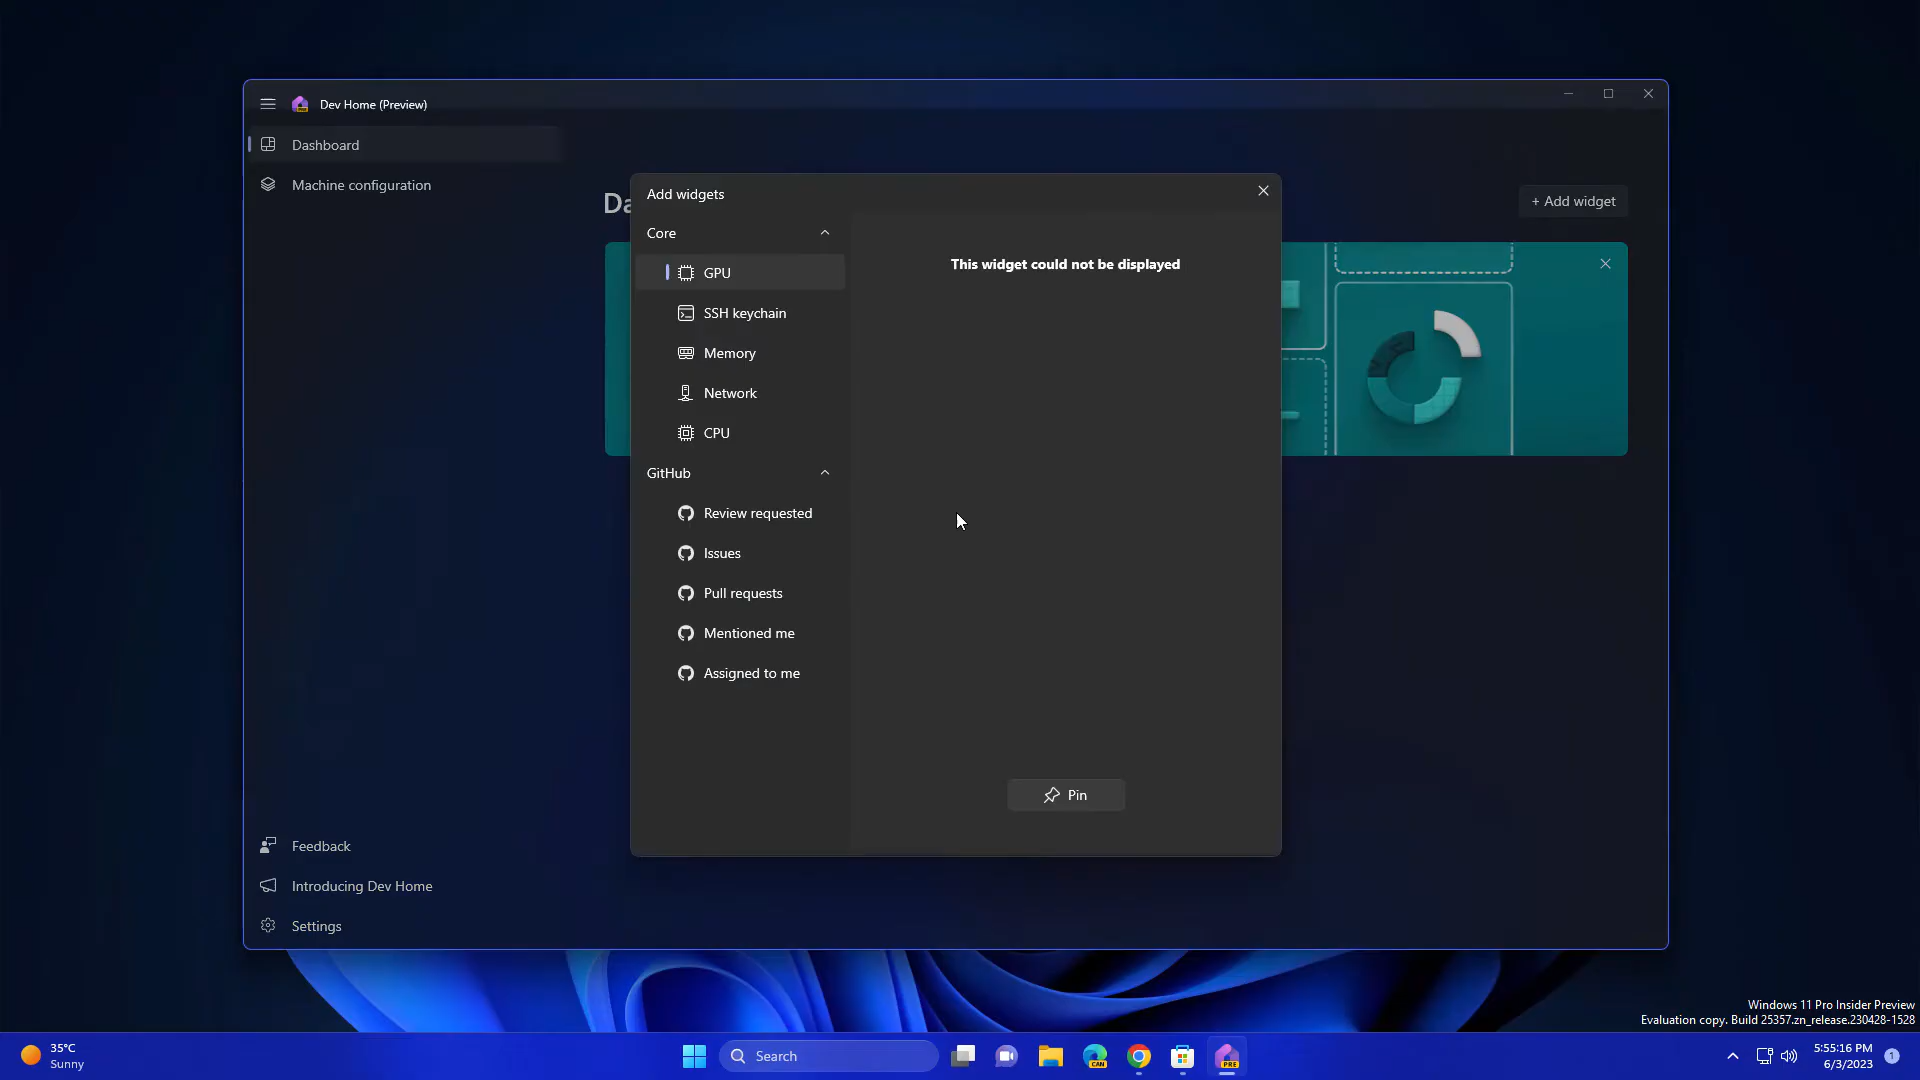 Dev Home (Preview)
Dashboard
Machine configuration
Da
+ Add widget
Add widgets
Core
GPU
SSH keychain
Memory
Network
CPU
GitHub
Review requested
Issues
Pull requests
Mentioned me
Assigned to me
This widget could not be displayed
Pin
Feedback
Introducing Dev Home
Settings
Windows 11 Pro Insider Preview
Evaluation copy. Build 25357.zn_release.230428-1528
35°C
Sunny
Search
CAN
PRE
5:55:16 PM
6/3/2023
1